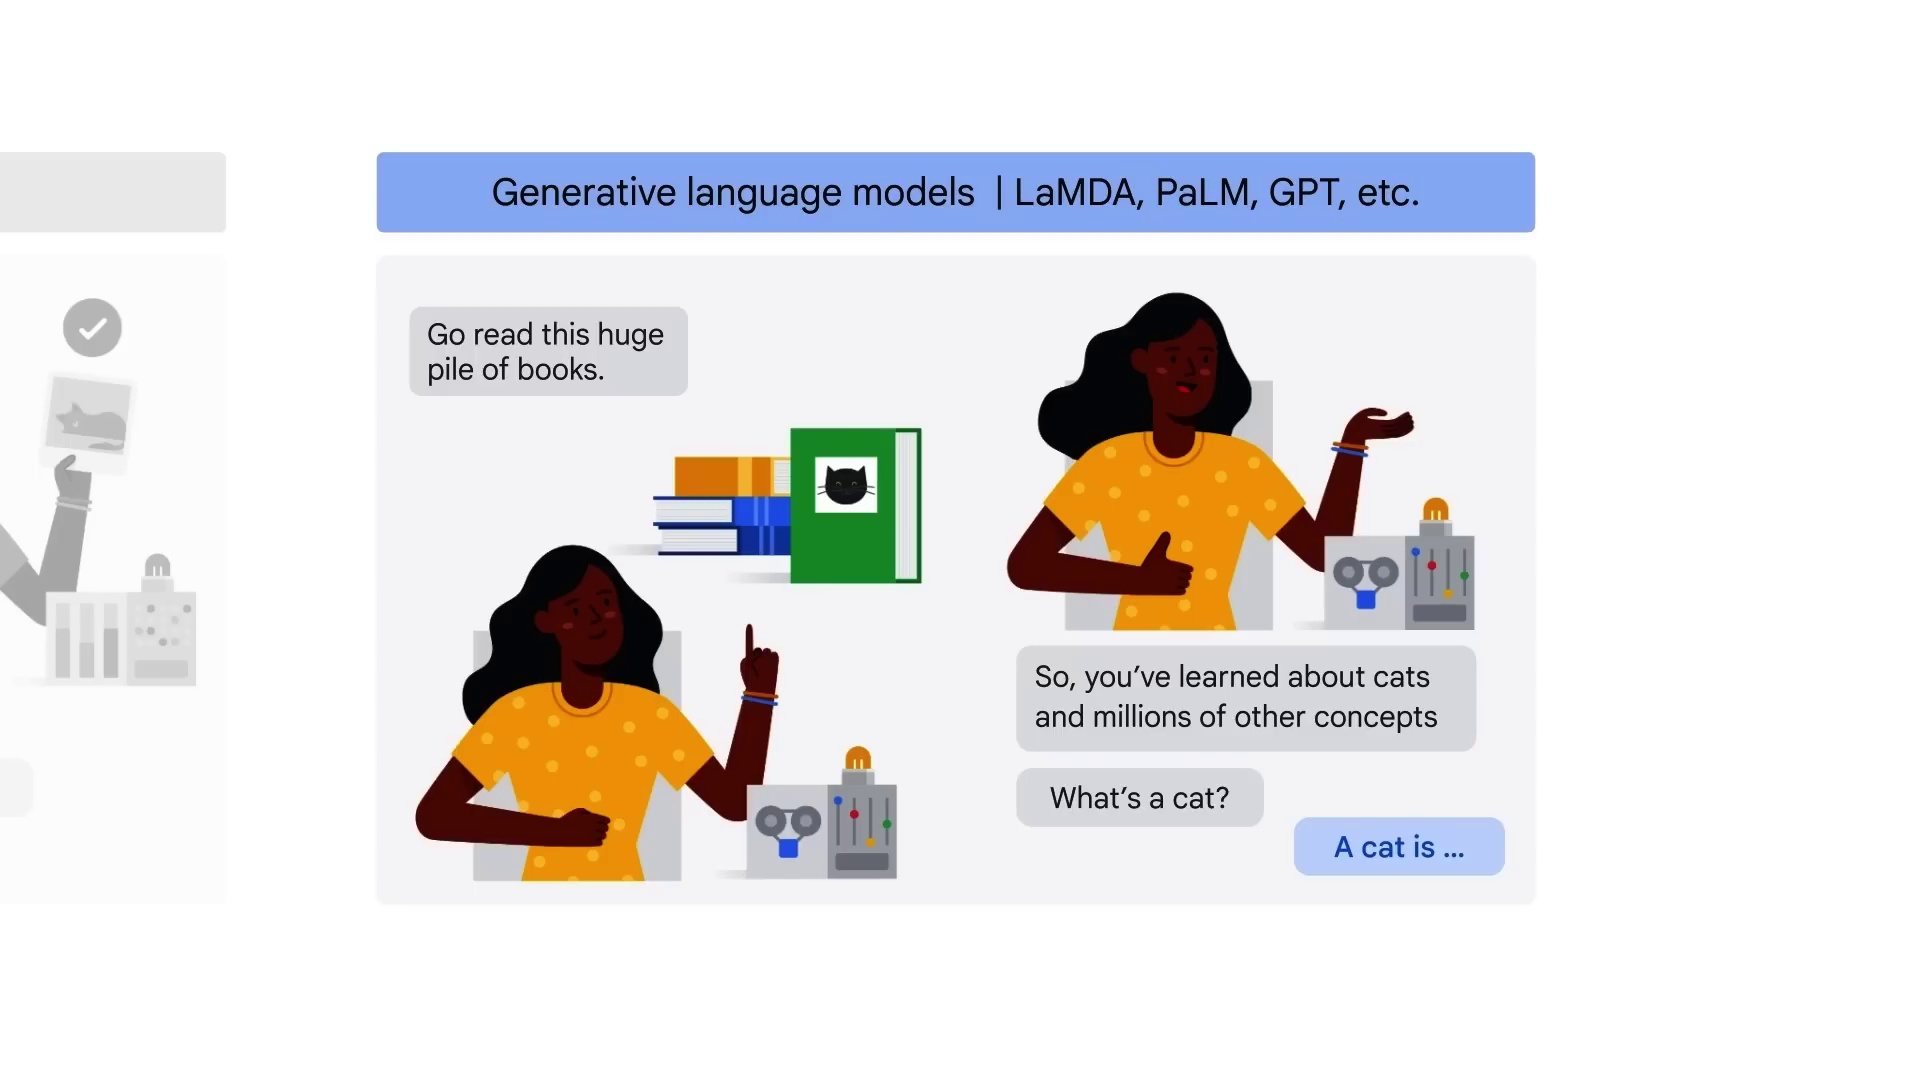 Generative language models | LaMDA, PaLM, GPT, etc.
Go read this huge
pile of books.
So, you’ve learned about cats
and millions of other concepts
What’s a cat?
A cat is ...